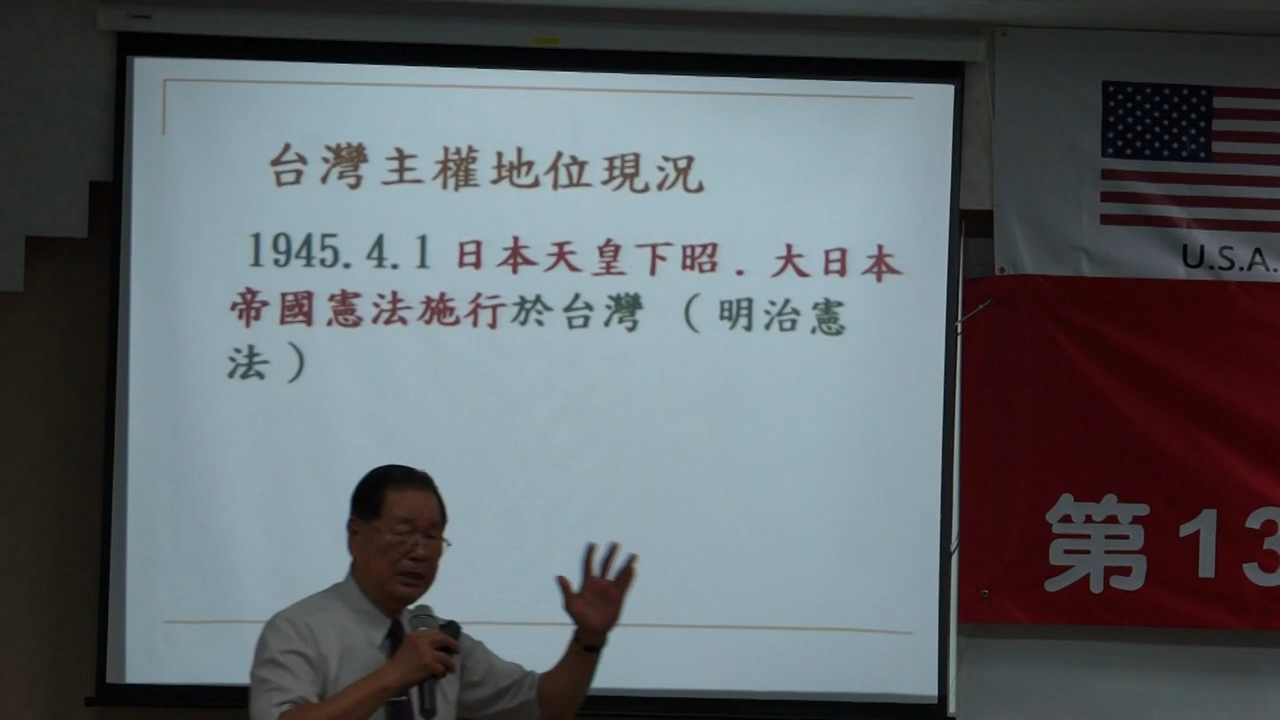 台灣主權地位現況
1945.4.1 日本天皇下昭．大日本
帝國憲法施行於台灣 （明治憲
法）
U.S.A.
第13